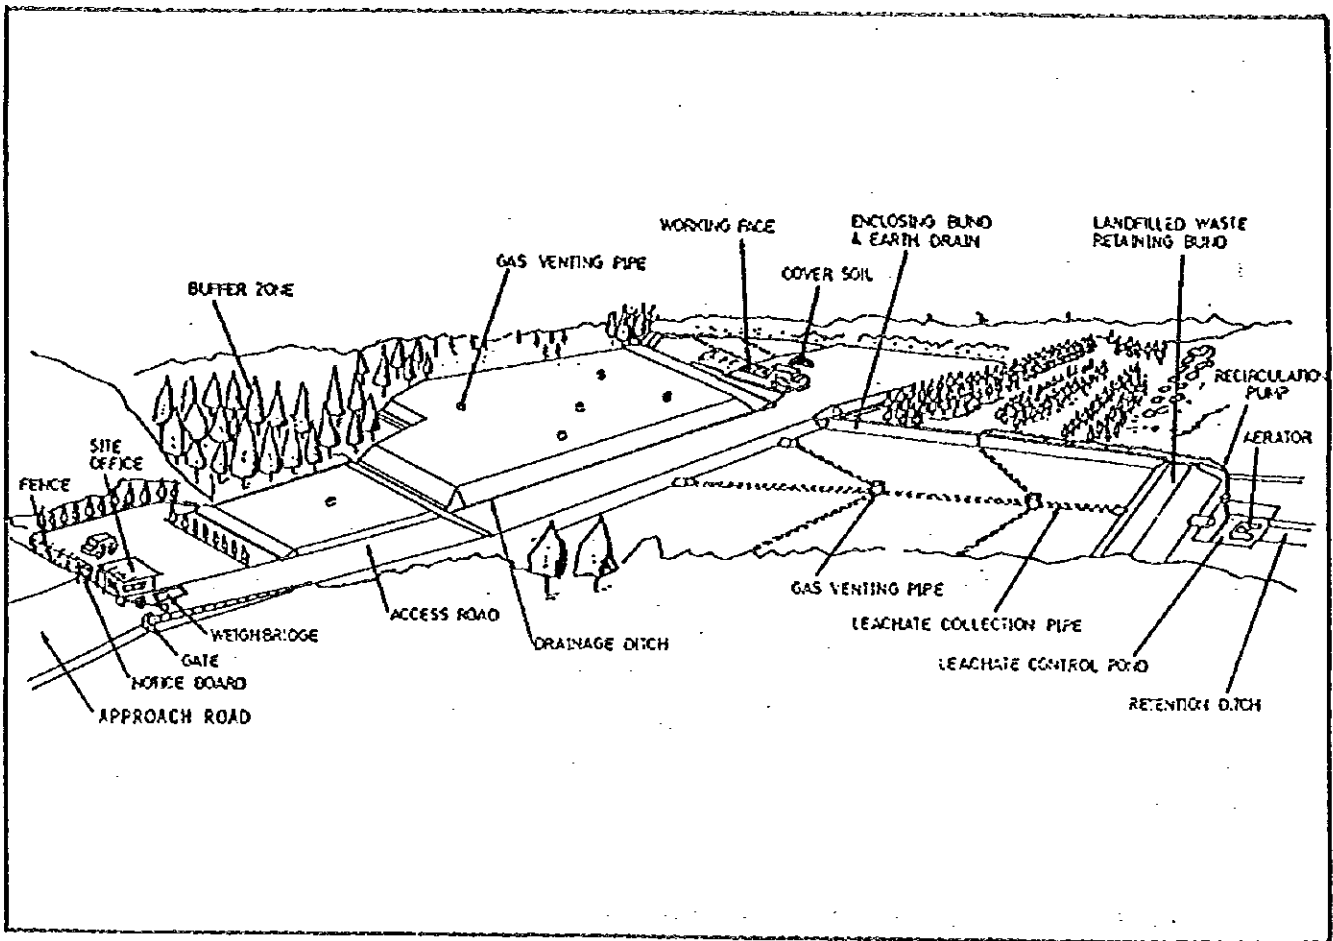 WORKING FACE
ENCLOSING BUND
& EARTH DRAIN
LANDFILLED WASTE
RETAINING BUND
GAS VENTING PIPE
COVER SOIL
BUFFER ZONE
RECIRCULATION
PUMP
AERATOR
SITE
OFFICE
FENCE
GAS VENTING PIPE
ACCESS ROAD
LEACHATE COLLECTION PIPE
WEIGHBRIDGE
DRAINAGE DITCH
GATE
LEACHATE CONTROL POND
NOTICE BOARD
RETENTION DITCH
APPROACH ROAD